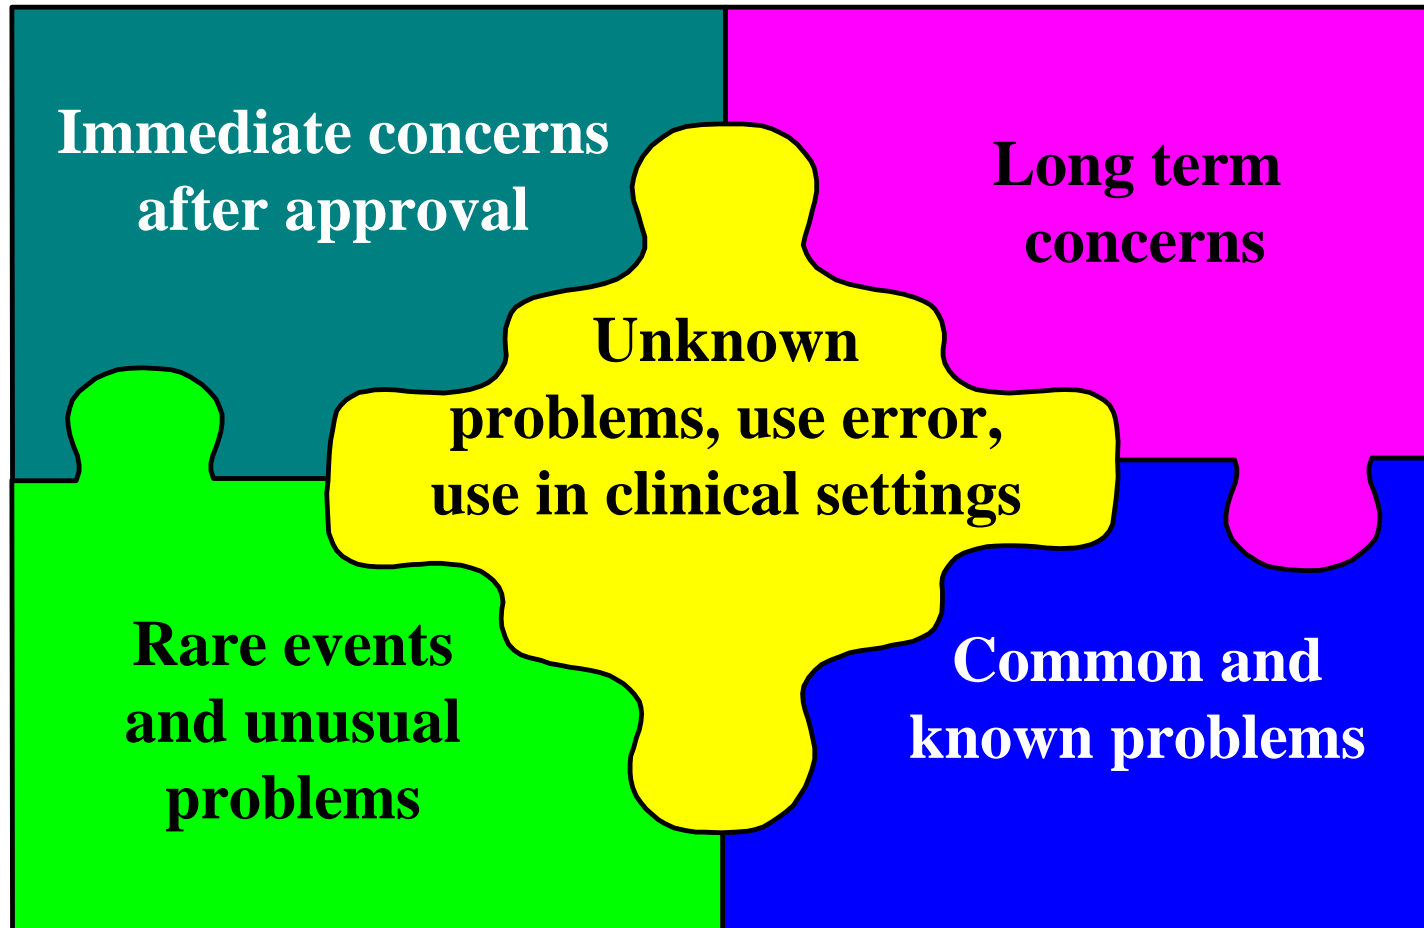 Immediate concerns
after approval
Long term
concerns
Unknown
problems, use error,
use in clinical settings
Rare events
and unusual
problems
Common and
known problems